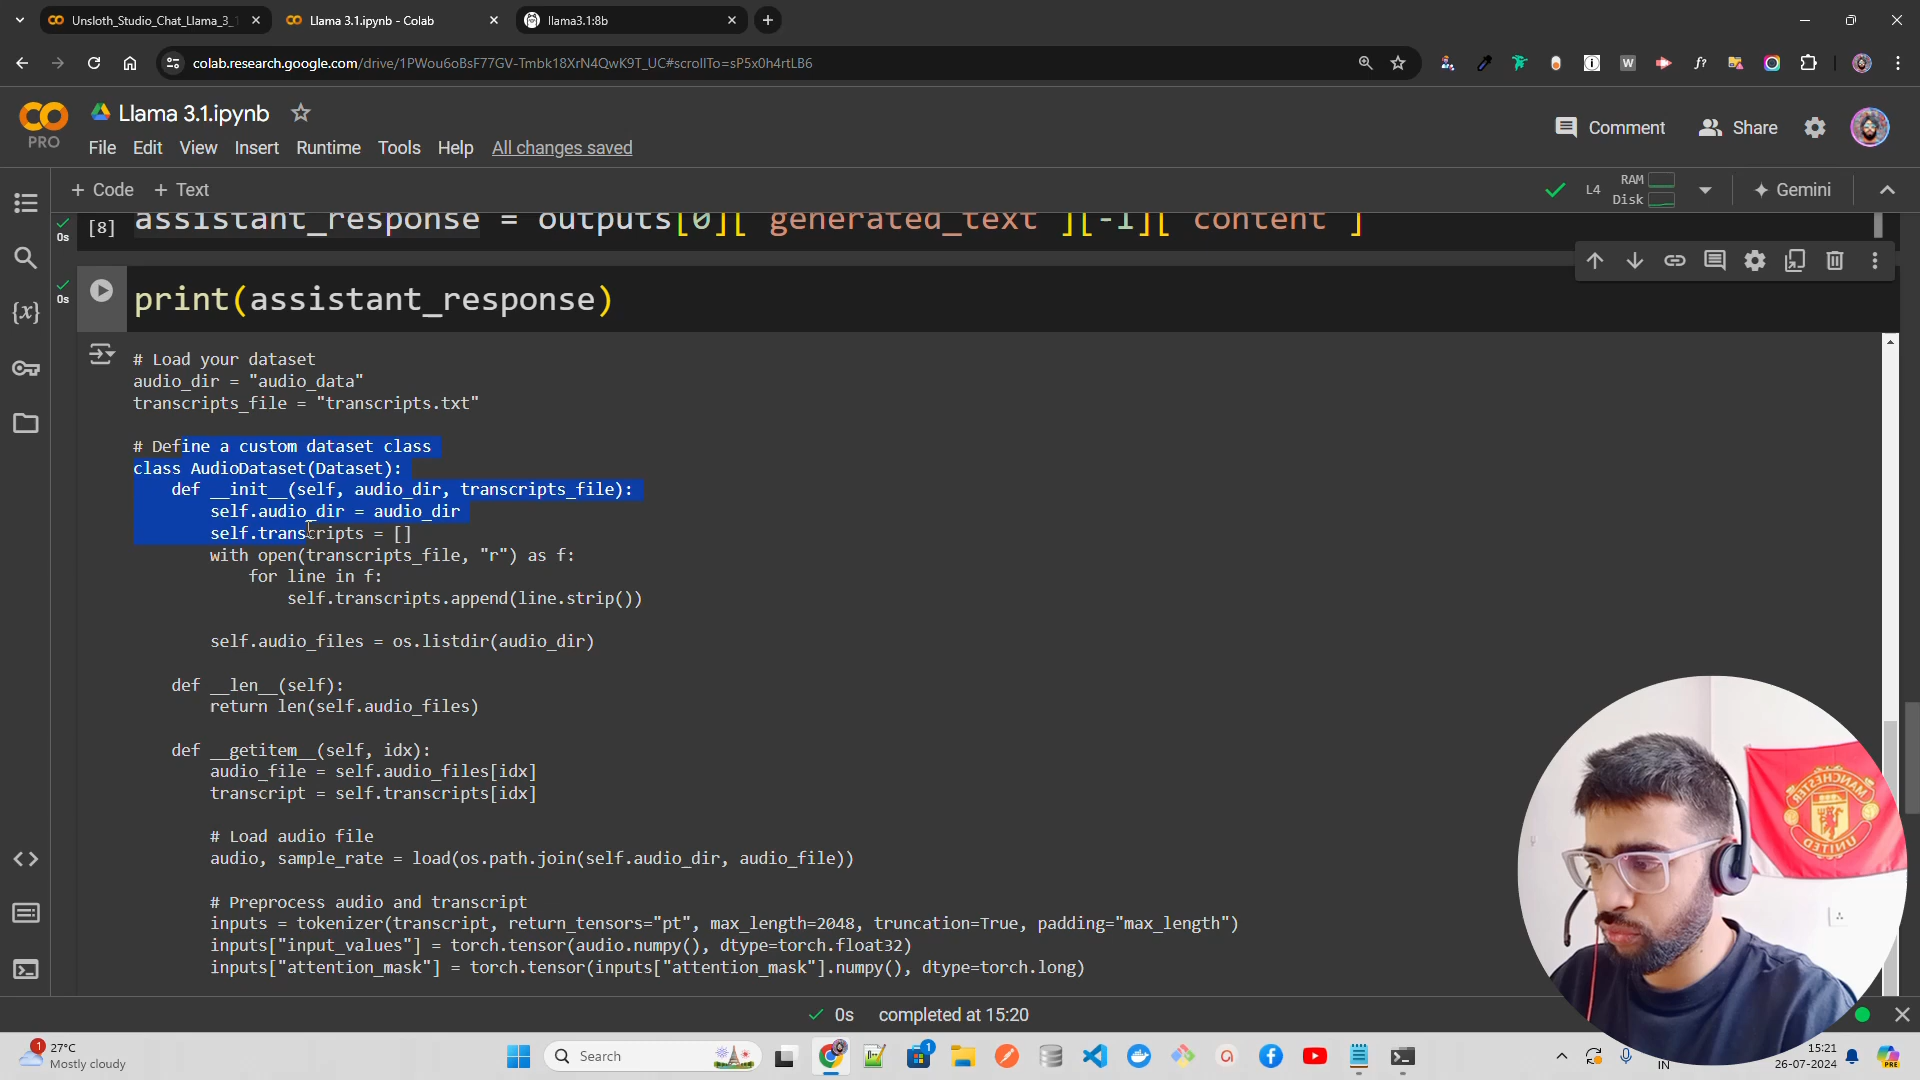 Unsloth_Studio_Chat_Llama_3_
Llama 3.1.ipynb - Colab
llama3.1:8b
colab.research.google.com/drive/1PWou6oBsF77GV-Tmbk18XrN4QwK9T_UC#scrollTo=sP5x0h4rtLB6
Llama 3.1.ipynb
PRO
File Edit View Insert Runtime Tools Help All changes saved
Comment Share
+ Code + Text
L4 RAM Disk Gemini
0s [8] assistant_response = outputs[0]["generated_text"][-1]["content"]
0s print(assistant_response)
# Load your dataset
audio_dir = "audio_data"
transcripts_file = "transcripts.txt"
# Define a custom dataset class
class AudioDataset(Dataset):
def __init__(self, audio_dir, transcripts_file):
self.audio_dir = audio_dir
self.transcripts = []
with open(transcripts_file, "r") as f:
for line in f:
self.transcripts.append(line.strip())
self.audio_files = os.listdir(audio_dir)
def __len__(self):
return len(self.audio_files)
def __getitem__(self, idx):
audio_file = self.audio_files[idx]
transcript = self.transcripts[idx]
# Load audio file
audio, sample_rate = load(os.path.join(self.audio_dir, audio_file))
# Preprocess audio and transcript
inputs = tokenizer(transcript, return_tensors="pt", max_length=2048, truncation=True, padding="max_length")
inputs["input_values"] = torch.tensor(audio.numpy(), dtype=torch.float32)
inputs["attention_mask"] = torch.tensor(inputs["attention_mask"].numpy(), dtype=torch.long)
MANCHESTER
UNITED
0s completed at 15:20
1
27°C
Mostly cloudy
Search
1
IN
15:21
26-07-2024
PRE